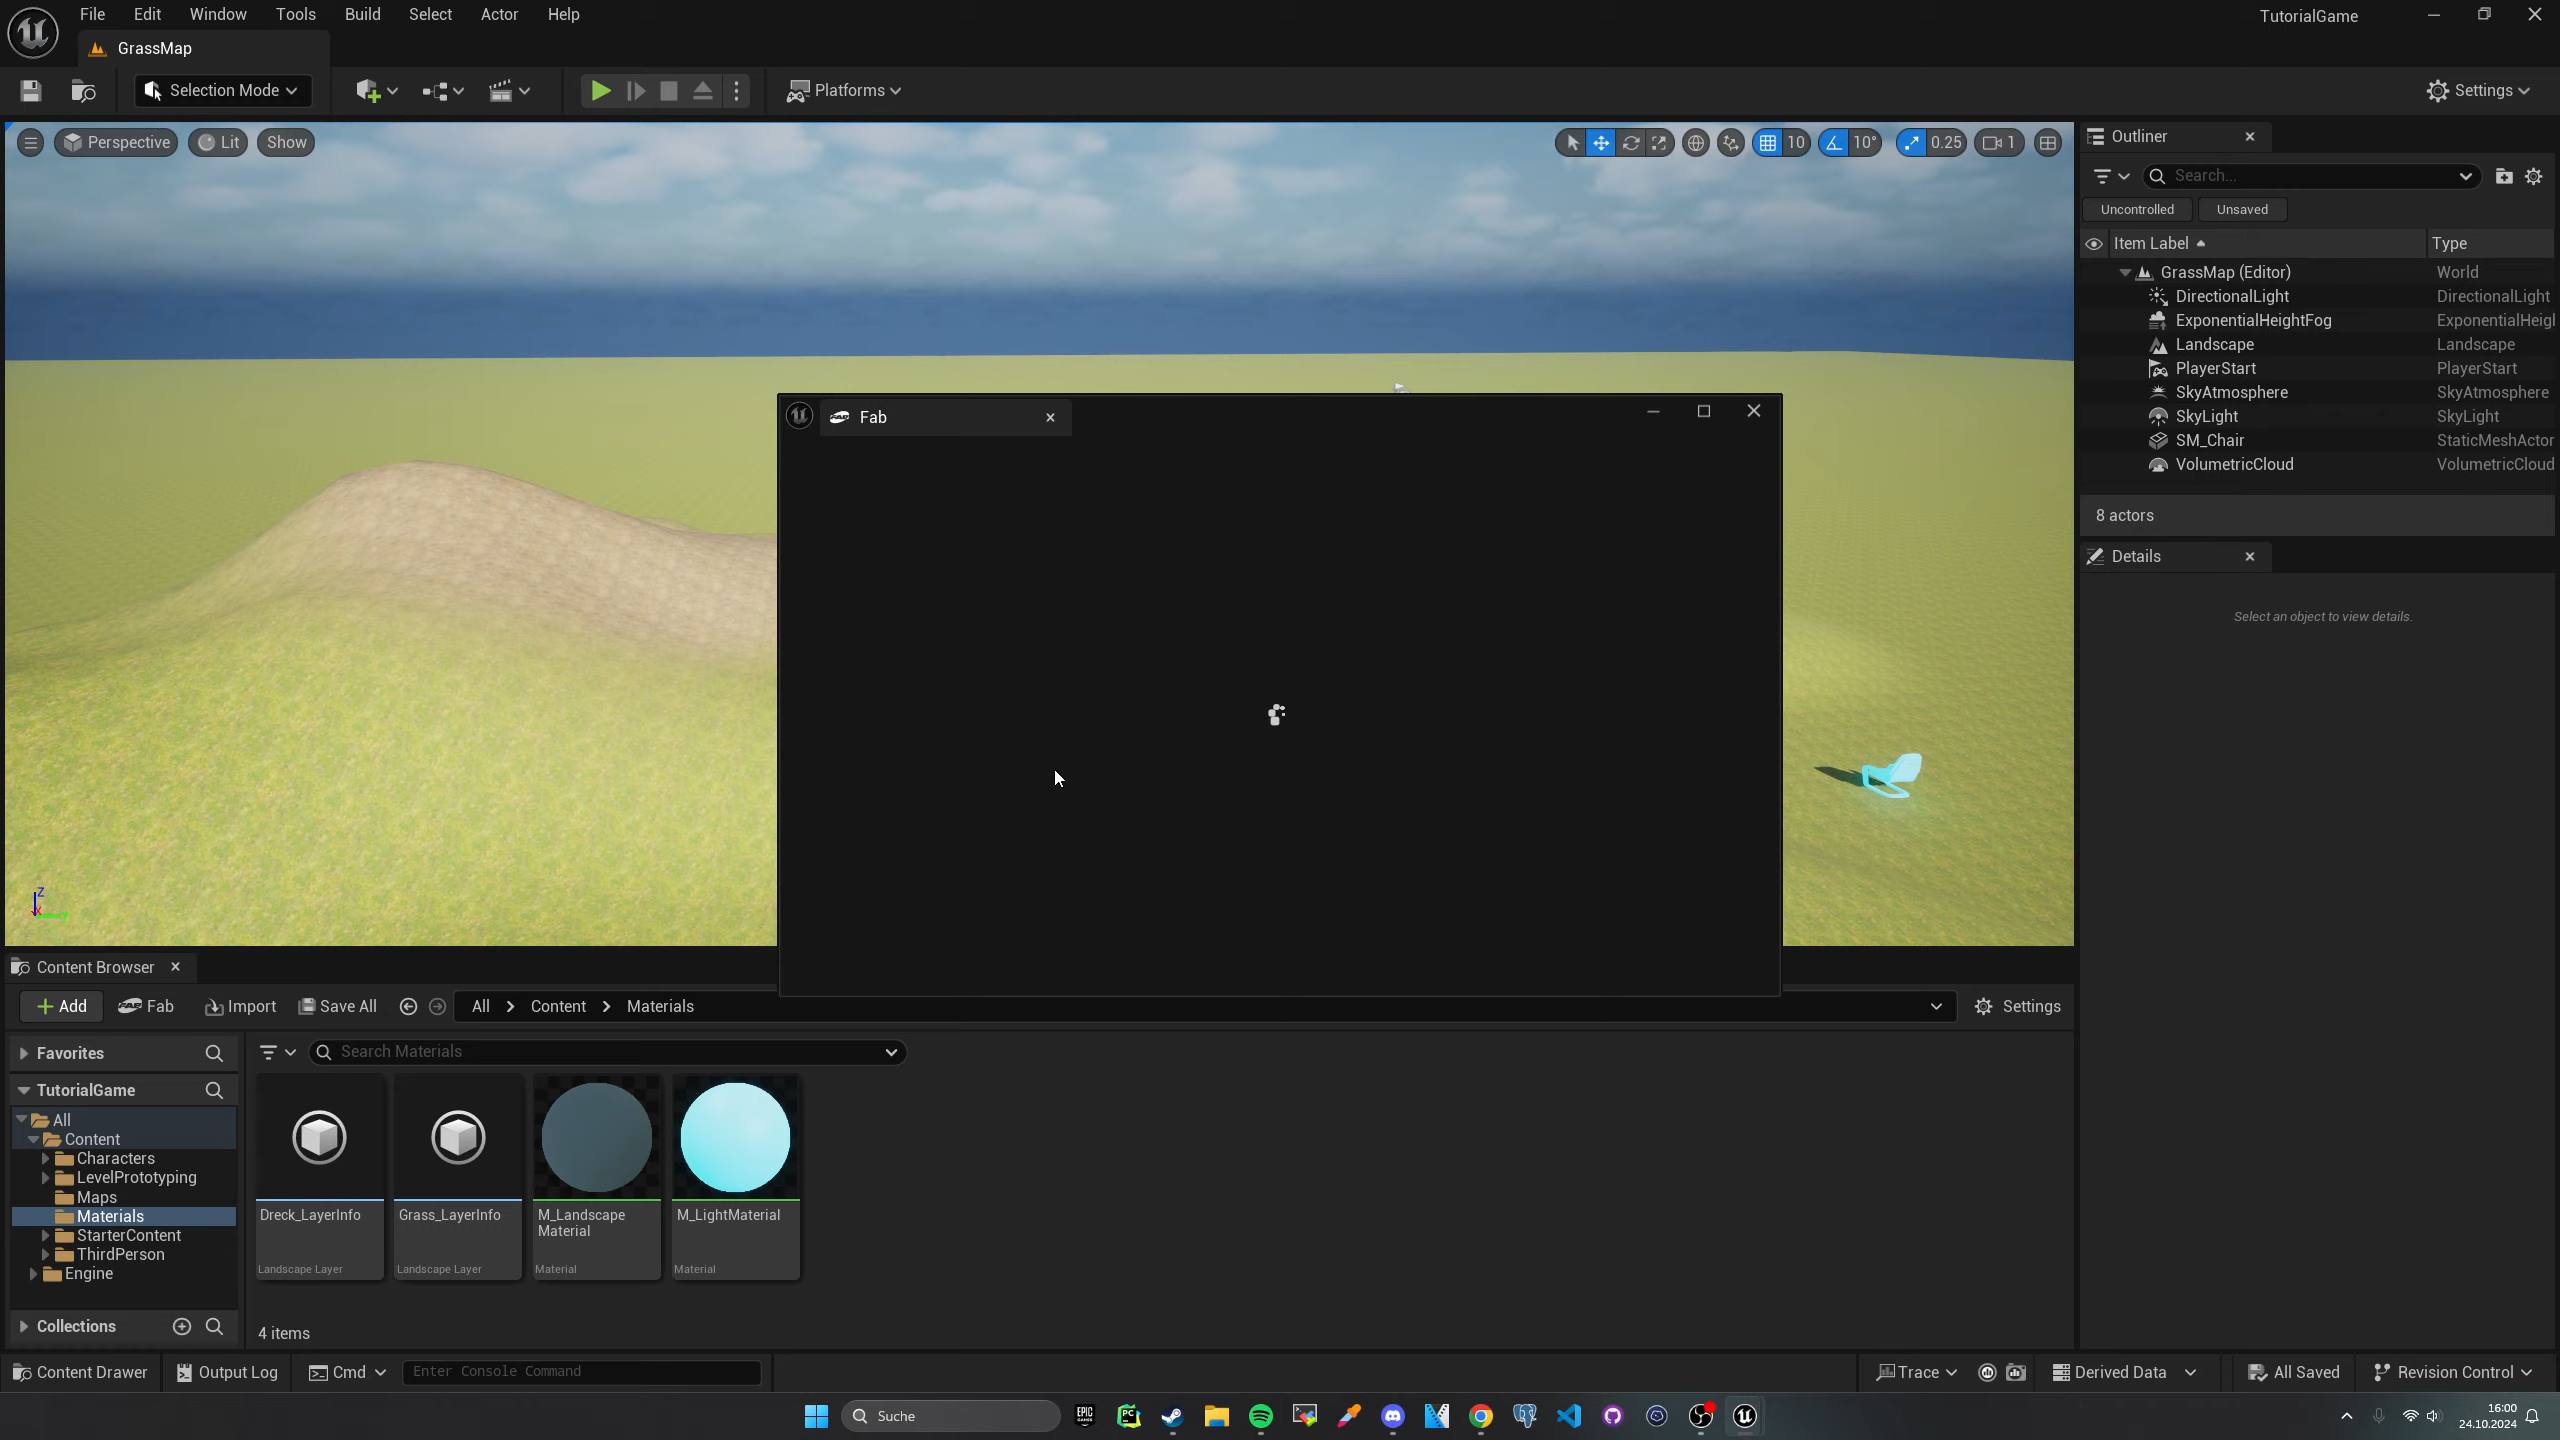 File Edit Window Tools Build Select Actor Help
TutorialGame
GrassMap
Selection Mode
Platforms
Settings
Perspective
Lit
Show
10
10°
0.25
1
Outliner
Search...
Uncontrolled
Unsaved
Item Label
Type
GrassMap (Editor) World
DirectionalLight DirectionalLight
ExponentialHeightFog ExponentialHeigl
Landscape Landscape
PlayerStart PlayerStart
SkyAtmosphere SkyAtmosphere
SkyLight SkyLight
SM_Chair StaticMeshActor
VolumetricCloud VolumetricCloud
8 actors
Details
Select an object to view details.
Fab
Z
Content Browser
Add
Fab
Import
Save All
All > Content > Materials
Settings
Favorites
TutorialGame
All
Content
Characters
LevelPrototyping
Maps
Materials
StarterContent
ThirdPerson
Engine
Collections
Search Materials
Dreck_LayerInfo
Landscape Layer
Grass_LayerInfo
Landscape Layer
M_Landscape
Material
Material
M_LightMaterial
Material
4 items
Content Drawer
Output Log
Cmd
Enter Console Command
Trace
Derived Data
All Saved
Revision Control
Suche
EPIC
GAMES
PC
16:00
24.10.2024